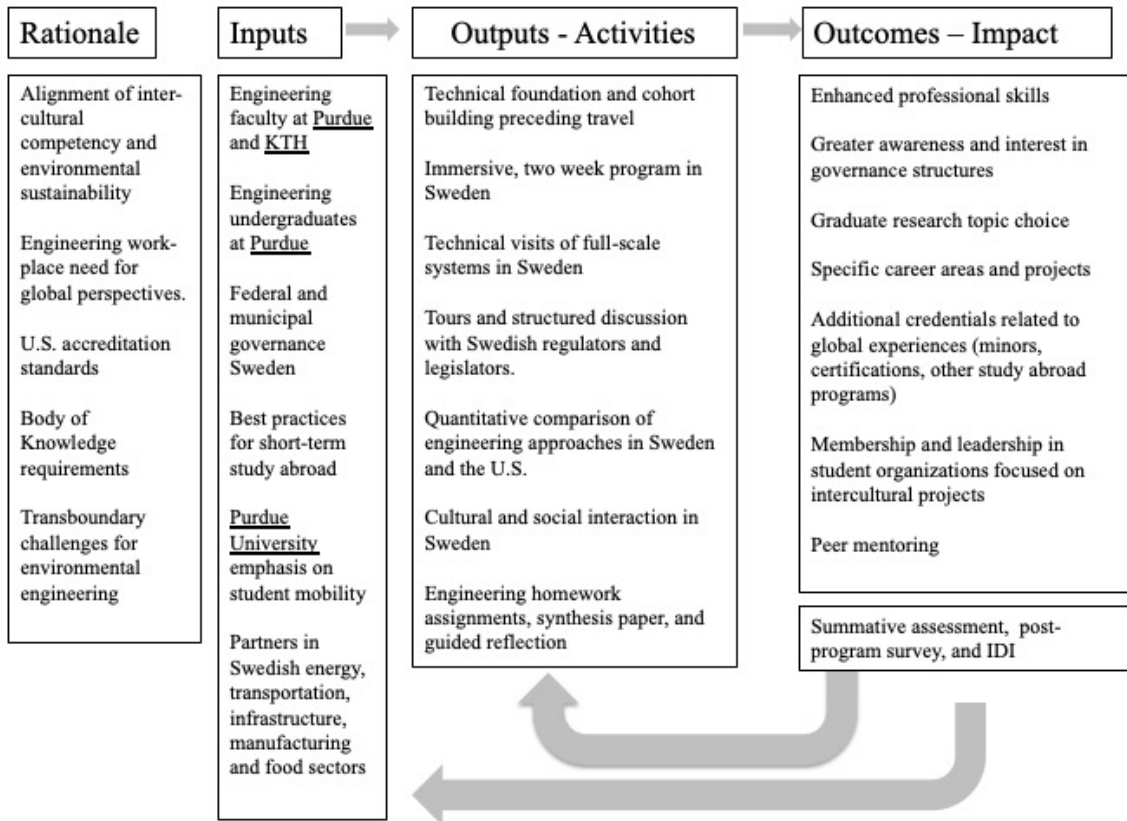 Rationale
Alignment of inter-
cultural
competency and
environmental
sustainability
Engineering work-
place need for
global perspectives.
U.S. accreditation
standards
Body of
Knowledge
requirements
Transboundary
challenges for
environmental
engineering
Inputs
Engineering
faculty at Purdue
and KTH
Engineering
undergraduates
at Purdue
Federal and
municipal
governance
Sweden
Best practices
for short-term
study abroad
Purdue
University
emphasis on
student mobility
Partners in
Swedish energy,
transportation,
infrastructure,
manufacturing
and food sectors
Outputs - Activities
Technical foundation and cohort
building preceding travel
Immersive, two week program in
Sweden
Technical visits of full-scale
systems in Sweden
Tours and structured discussion
with Swedish regulators and
legislators.
Quantitative comparison of
engineering approaches in Sweden
and the U.S.
Cultural and social interaction in
Sweden
Engineering homework
assignments, synthesis paper, and
guided reflection
Outcomes – Impact
Enhanced professional skills
Greater awareness and interest in
governance structures
Graduate research topic choice
Specific career areas and projects
Additional credentials related to
global experiences (minors,
certifications, other study abroad
programs)
Membership and leadership in
student organizations focused on
intercultural projects
Peer mentoring
Summative assessment, post-
program survey, and IDI